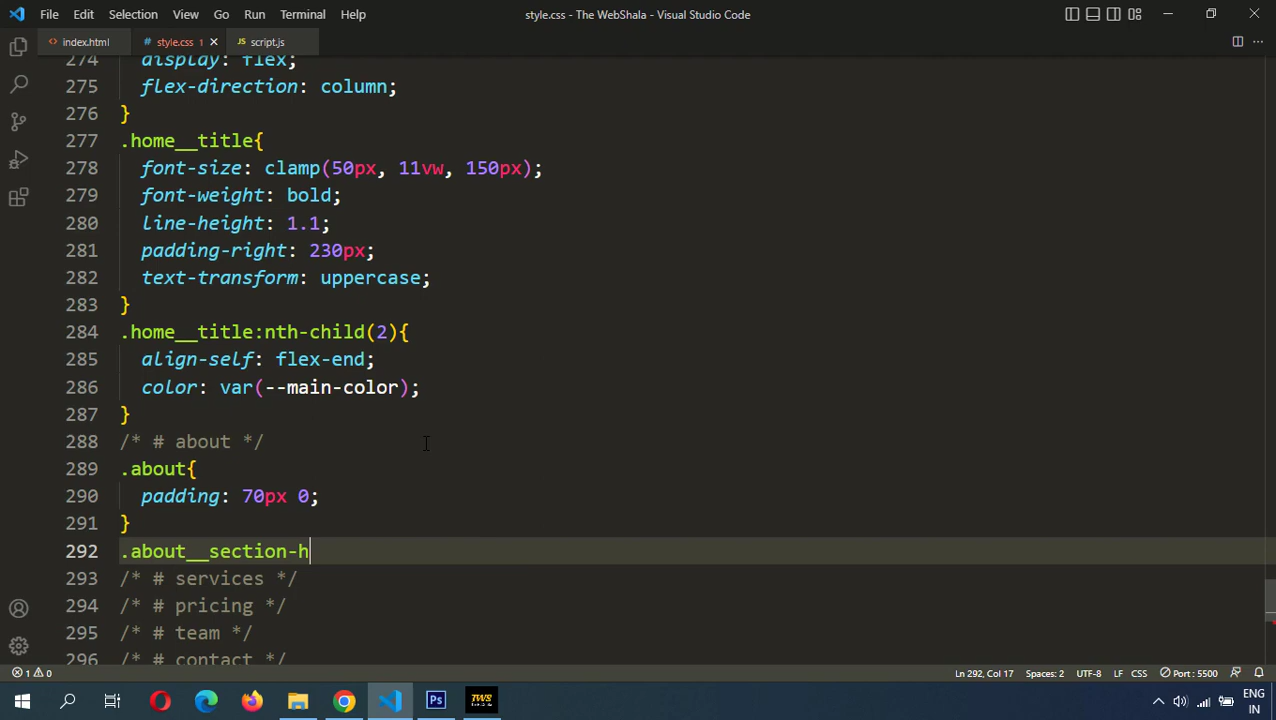 File Edit Selection View Go Run Terminal Help
style.css - The WebShala - Visual Studio Code
index.html
# style.css 1
script.js
274 display: flex;
275 flex-direction: column;
276 }
277 .home__title{
278 font-size: clamp(50px, 11vw, 150px);
279 font-weight: bold;
280 line-height: 1.1;
281 padding-right: 230px;
282 text-transform: uppercase;
283 }
284 .home__title:nth-child(2){
285 align-self: flex-end;
286 color: var(--main-color);
287 }
288 /* # about */
289 .about{
290 padding: 70px 0;
291 }
292 .about__section-h
293 /* # services */
294 /* # pricing */
295 /* # team */
296 /* # contact */
1 0
Ln 292, Col 17 Spaces: 2 UTF-8 LF CSS Port : 5500
Ps
TWS
ENG
IN